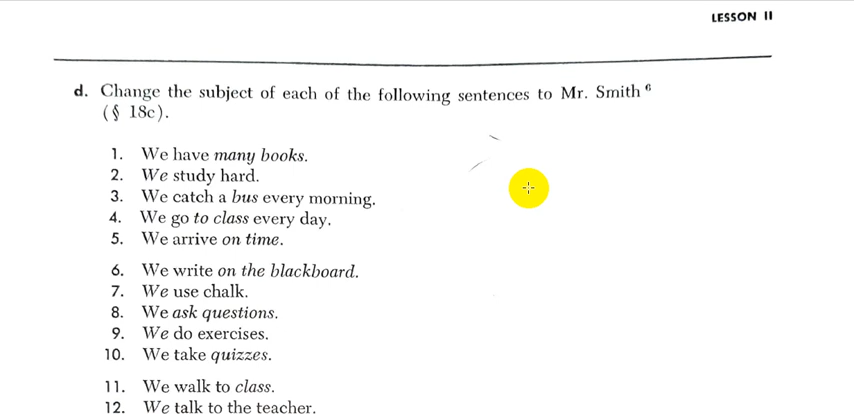 LESSON II
d. Change the subject of each of the following sentences to Mr. Smith 6
(§ 18c).
1. We have many books.
2. We study hard.
3. We catch a bus every morning.
4. We go to class every day.
5. We arrive on time.
6. We write on the blackboard.
7. We use chalk.
8. We ask questions.
9. We do exercises.
10. We take quizzes.
11. We walk to class.
12. We talk to the teacher.